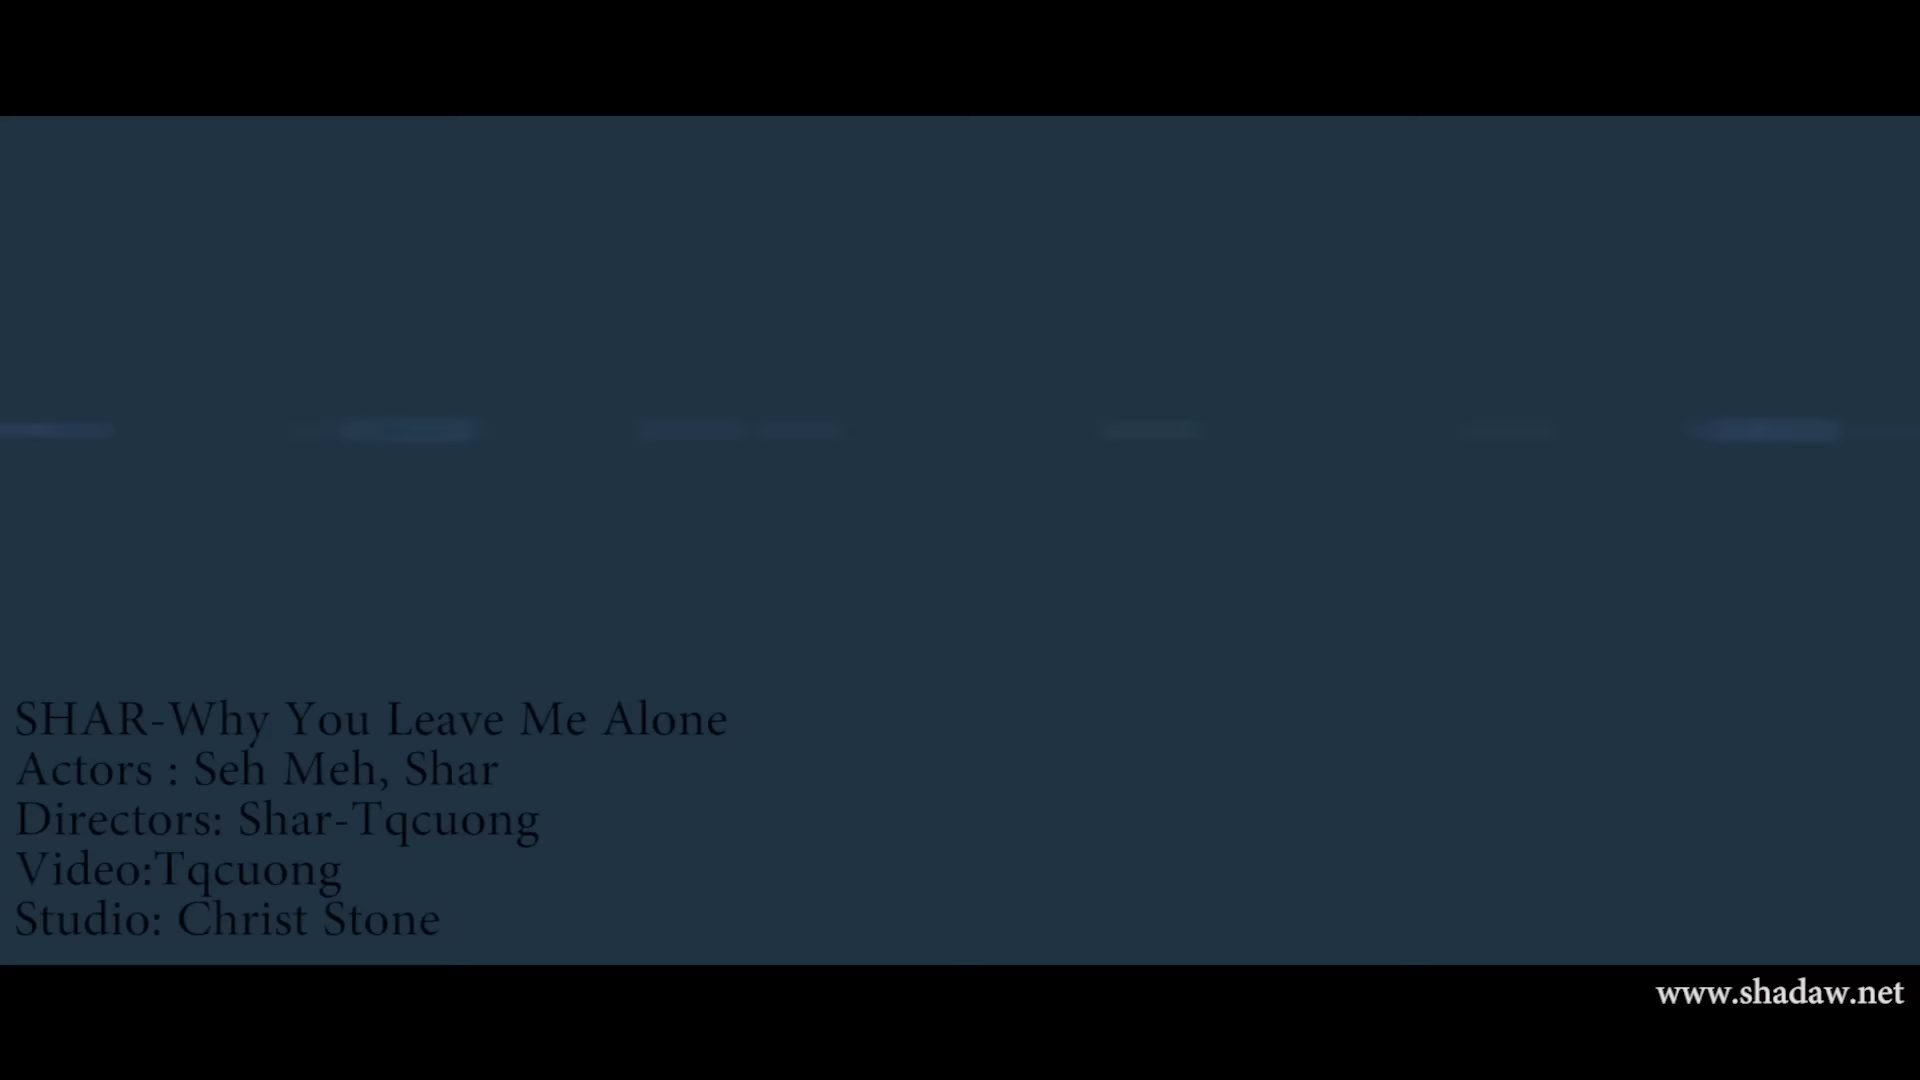 SHAR-Why You Leave Me Alone
Actors : Seh Meh, Shar
Directors: Shar-Tqcuong
Video:Tqcuong
Studio: Christ Stone
www.shadaw.net